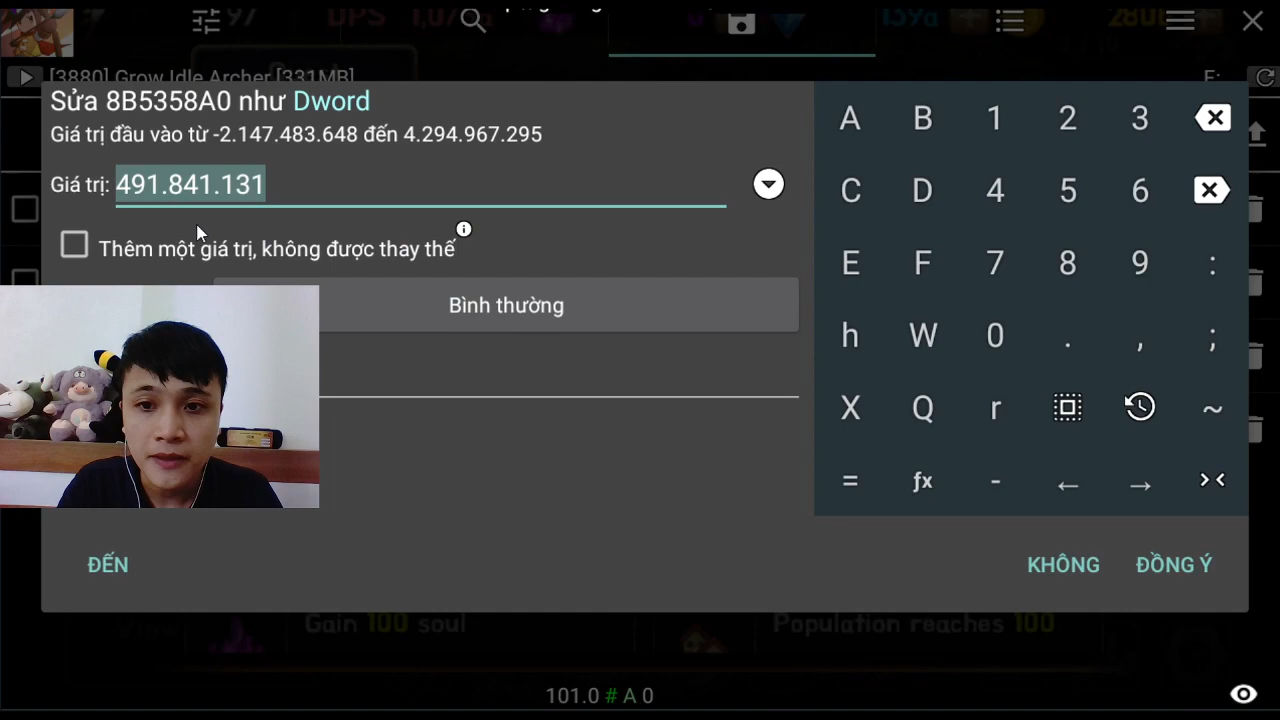 97
DPS
[3880] Grow Idle Archer [331MB]
Sửa 8B5358A0 như Dword
Giá trị đầu vào từ -2.147.483.648 đến 4.294.967.295
Giá trị: 491.841.131
Thêm một giá trị, không được thay thế
Bình thường
A B 1 2 3
C D 4 5 6
E F 7 8 9 :
h W 0 . , ;
X Q r ~
= ƒx - ← → ><
ĐẾN
KHÔNG
ĐỒNG Ý
Gain 100 soul
Population reaches 100
101.0 # A 0